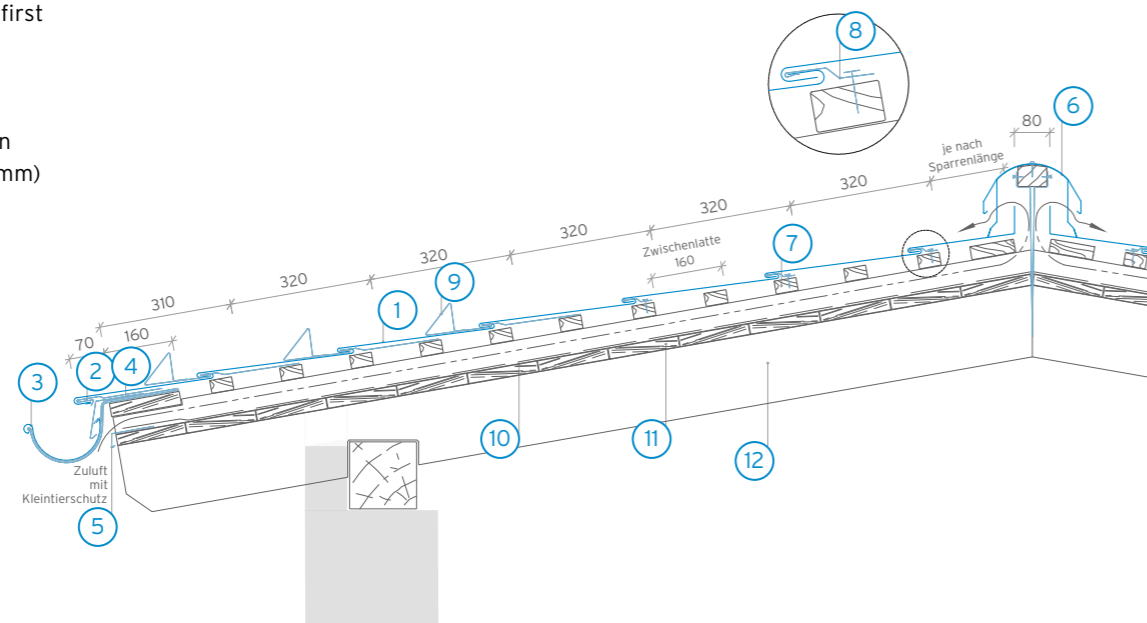 first
n
mm)
8
6
80
je nach
Sparrenlänge
320
320
320
320
320
310
Zwischenlatte
160
7
9
1
160
70
2
4
3
Zuluft
mit
Kleintierschutz
5
10
11
12